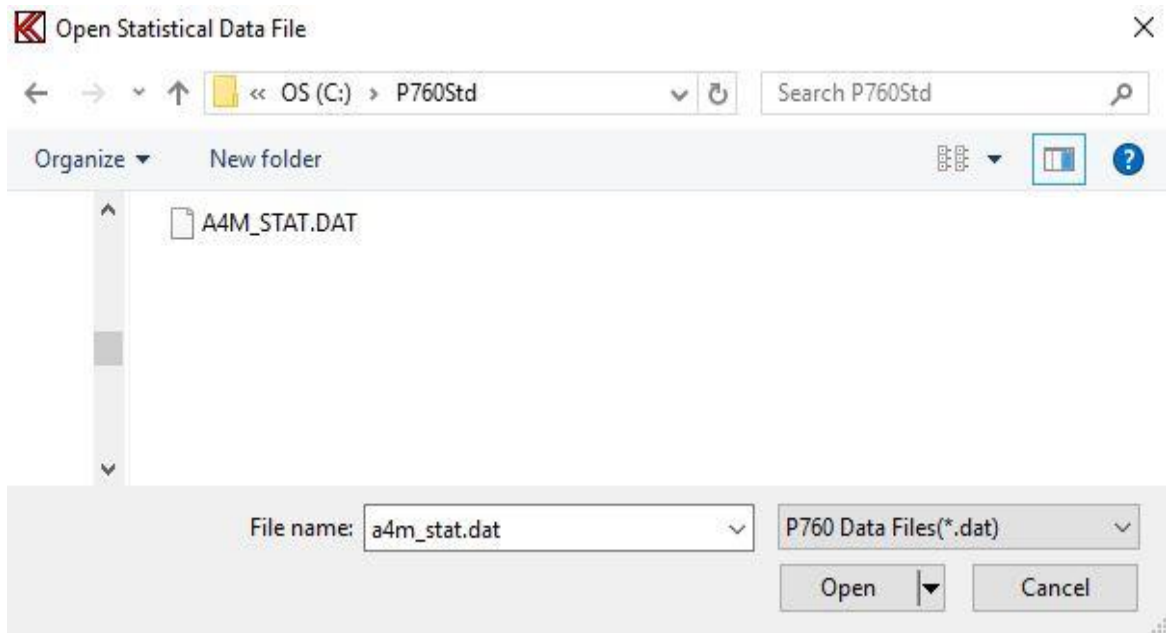 Open Statistical Data File
« OS (C:) › P760Std
Search P760Std
Organize
New folder
A4M_STAT.DAT
File name: a4m_stat.dat
P760 Data Files(*.dat)
Open
Cancel